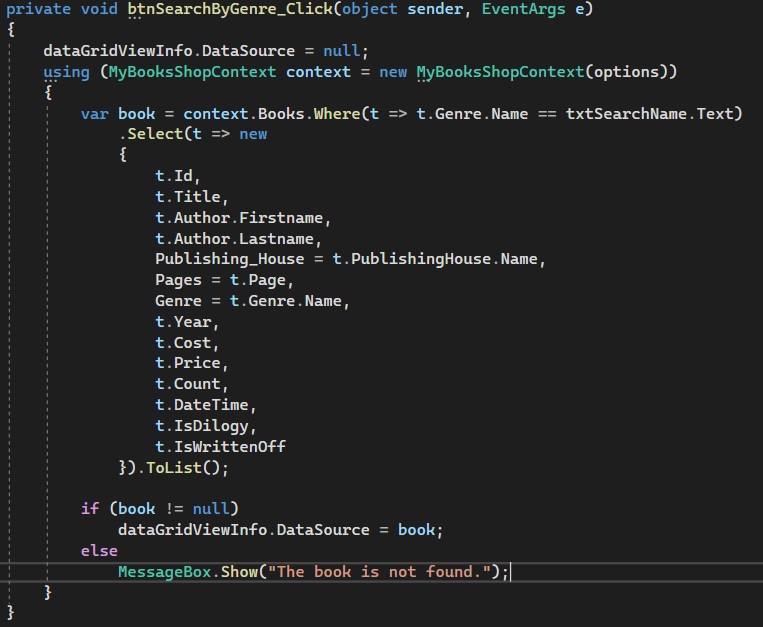 private void btnSearchByGenre_Click(object sender, EventArgs e)
{
dataGridViewInfo.DataSource = null;
using (MyBooksShopContext context = new MyBooksShopContext(options))
{
var book = context.Books.Where(t => t.Genre.Name == txtSearchName.Text)
.Select(t => new
{
t.Id,
t.Title,
t.Author.Firstname,
t.Author.Lastname,
Publishing_House = t.PublishingHouse.Name,
Pages = t.Page,
Genre = t.Genre.Name,
t.Year,
t.Cost,
t.Price,
t.Count,
t.DateTime,
t.IsDilogy,
t.IsWrittenOff
}).ToList();
if (book != null)
dataGridViewInfo.DataSource = book;
else
MessageBox.Show("The book is not found.");
}
}